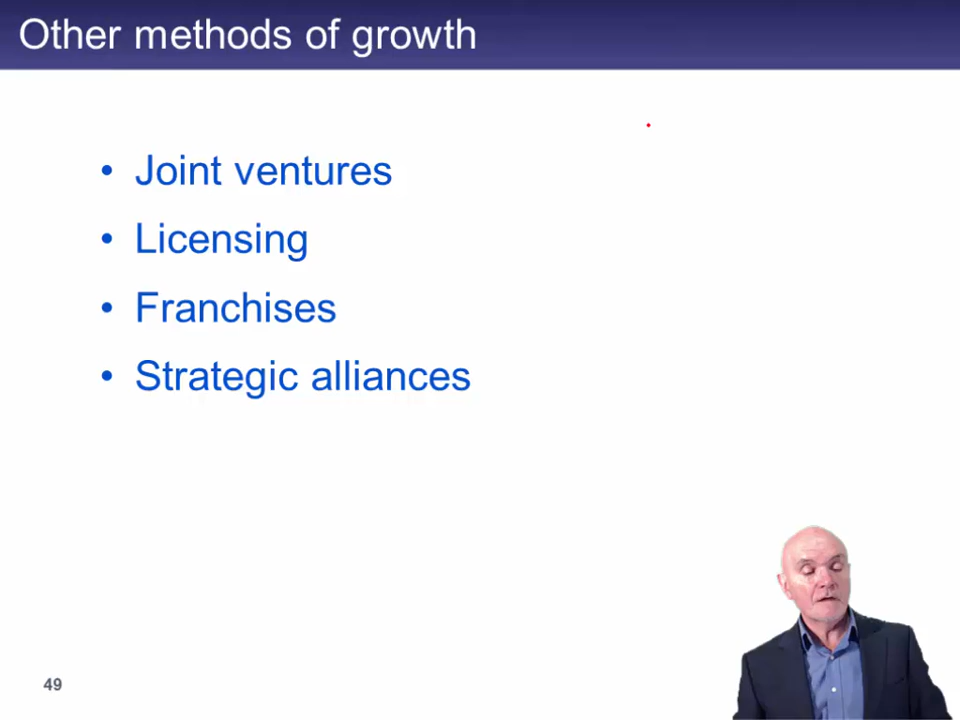 Other methods of growth
• Joint ventures
• Licensing
• Franchises
• Strategic alliances
49